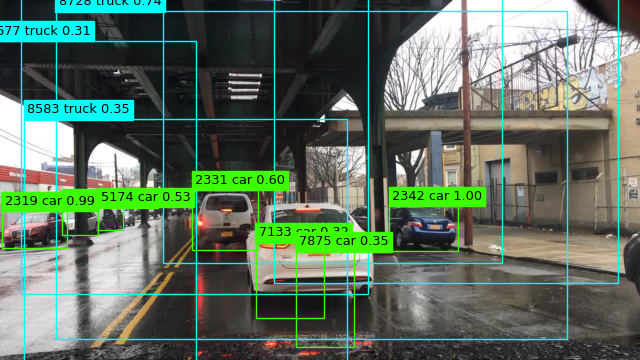 8728 truck 0.74
677 truck 0.31
8583 truck 0.35
2331 car 0.60
5174 car 0.53
2342 car 1.00
2319 car 0.99
7133 car 0.32
7875 car 0.35